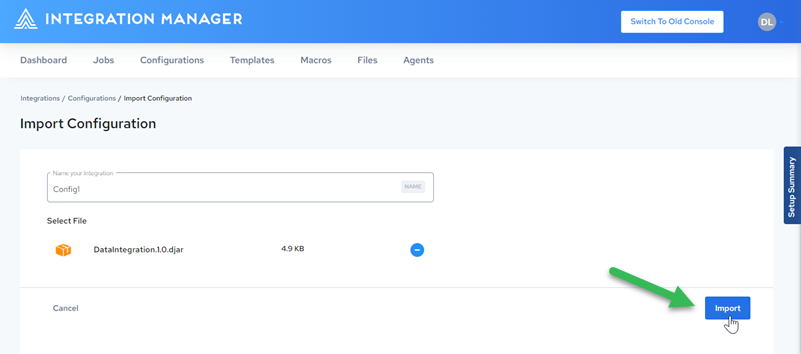 INTEGRATION MANAGER
Switch To Old Console
DL
Dashboard Jobs Configurations Templates Macros Files Agents
Integrations / Configurations / Import Configuration
Import Configuration
Setup Summary
Name your Integration
Config1
NAME
Select File
DataIntegration.1.0.djar 4.9 KB
Cancel
Import